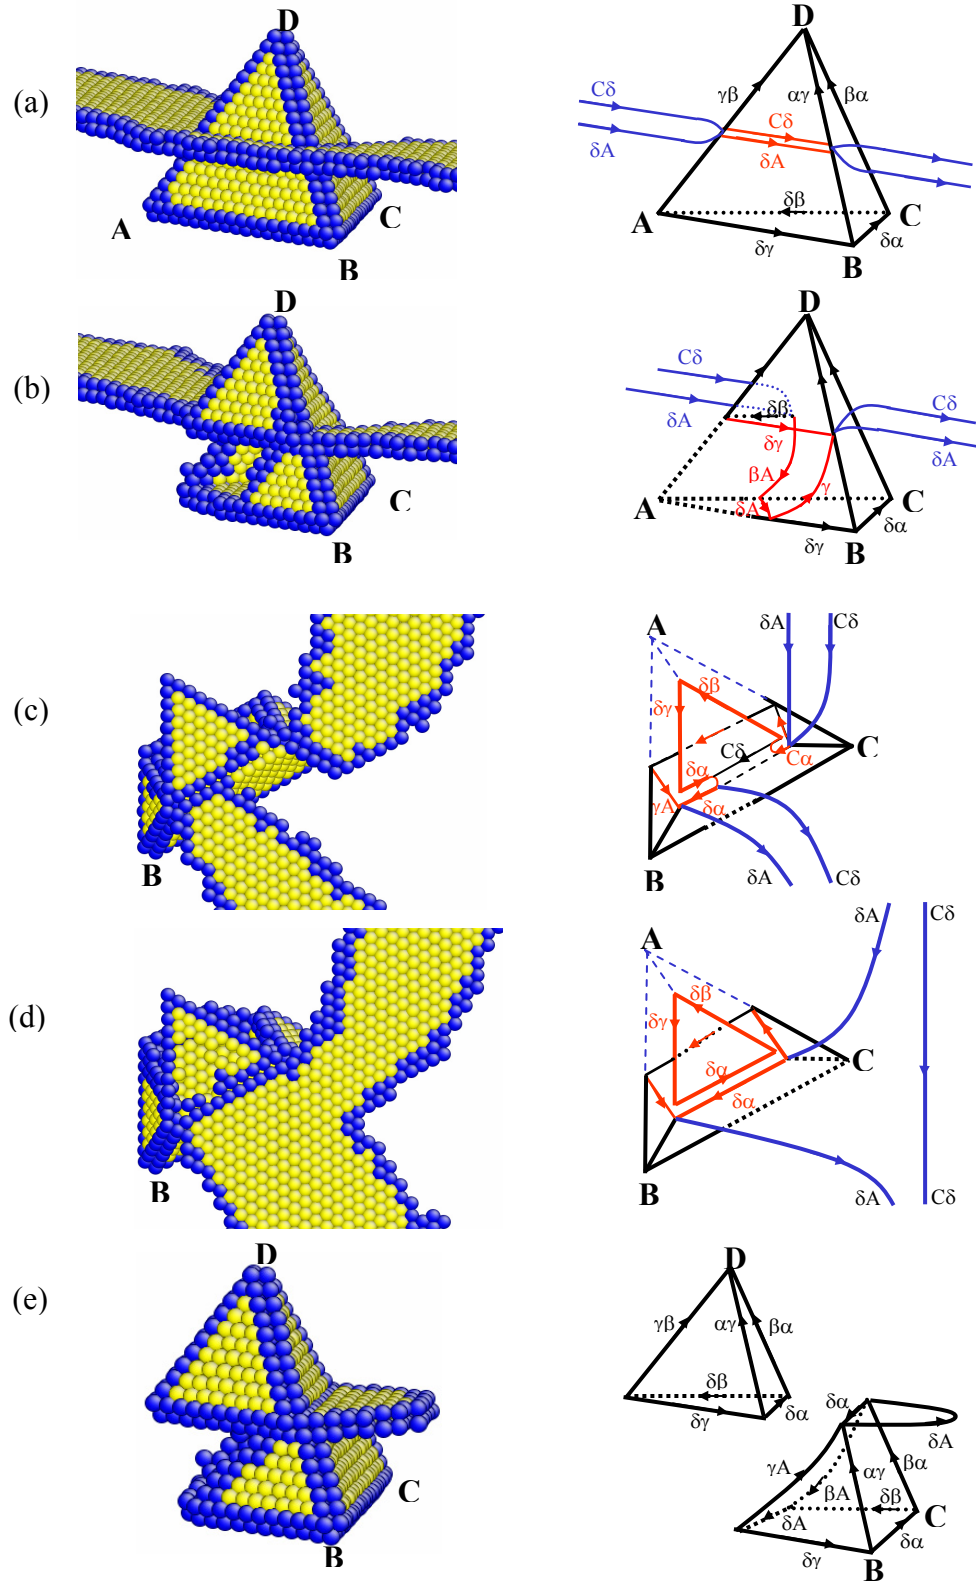 (a)
D
A
C
B
D
γβ
αγ
βα
Cδ
δA
Cδ
δA
δβ
A
C
δγ
δα
B
(b)
D
C
B
D
Cδ
δA
δβ
δγ
βA
γ
δA
Cδ
δA
A
C
δα
δγ
B
(c)
B
A
δA
Cδ
δβ
δγ
Cδ
Cα
C
δα
γA
δα
B
δA
Cδ
(d)
B
A
δA
Cδ
δβ
δγ
δα
δα
C
B
δA
Cδ
(e)
D
C
B
D
γβ
αγ
βα
δβ
δγ
δα
δα
δA
γA
αγ
βα
βA
δβ
δA
C
δα
δγ
B